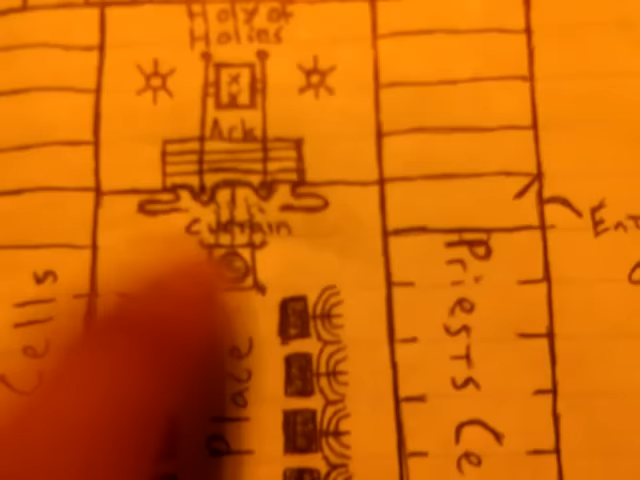 Holy of
Holies
Ark
Curtain
Cells
Place
Priests Ce
Ent